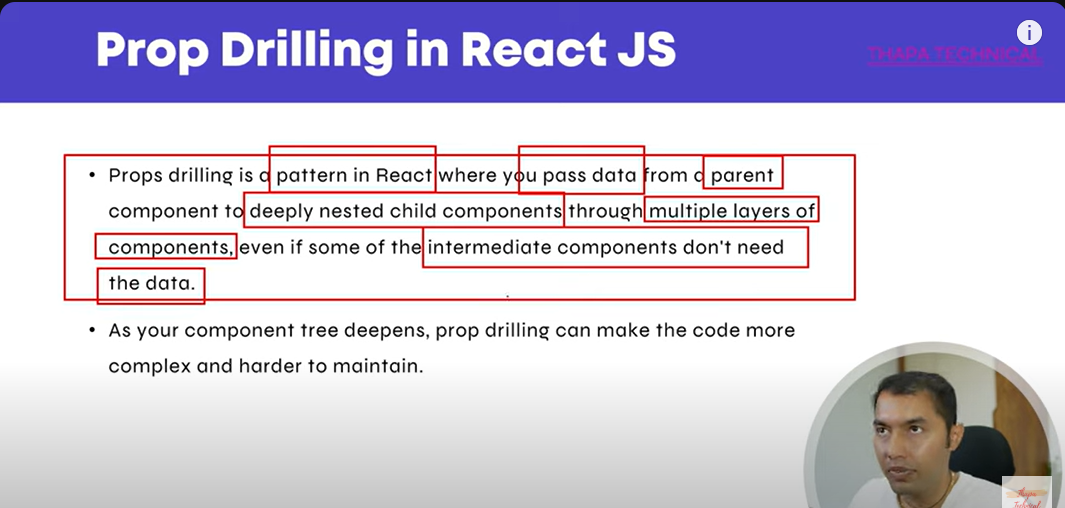 Prop Drilling in React JS
THAPA TECHNICAL
i
• Props drilling is a pattern in React where you pass data from a parent
component to deeply nested child components through multiple layers of
components, even if some of the intermediate components don't need
the data.
• As your component tree deepens, prop drilling can make the code more
complex and harder to maintain.
Thapa
Technical